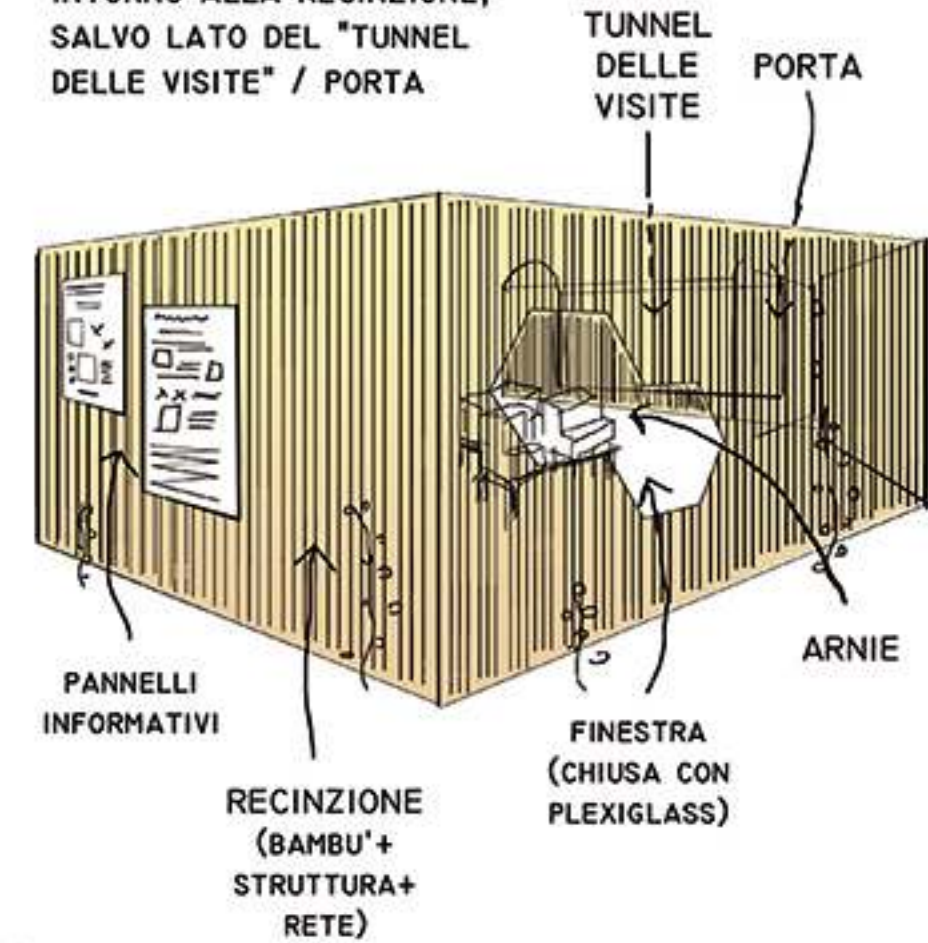 SALVO LATO DEL "TUNNEL
DELLE VISITE" / PORTA
TUNNEL
DELLE
VISITE
PORTA
PANNELLI
INFORMATIVI
RECINZIONE
(BAMBU'+
STRUTTURA+
RETE)
FINESTRA
(CHIUSA CON
PLEXIGLASS)
ARNIE